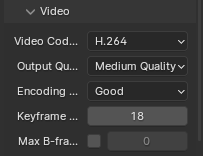 Video
Video Cod... H.264
Output Qu... Medium Quality
Encoding ... Good
Keyframe ... 18
Max B-fra... 0